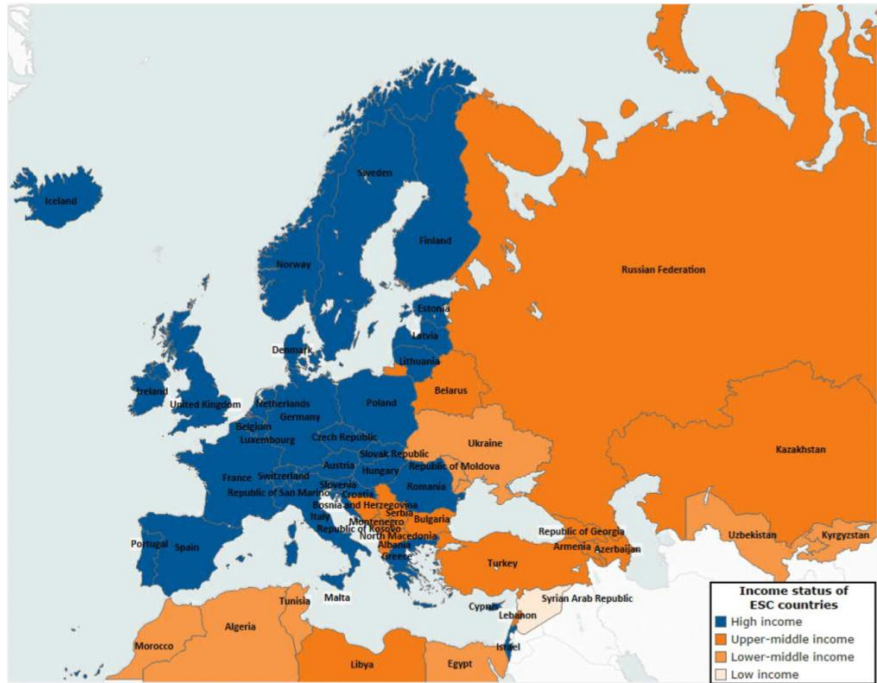 Iceland
Sweden
Finland
Norway
Russian Federation
Estonia
Latvia
Denmark
Lithuania
Ireland
United Kingdom
Netherlands
Germany
Poland
Belarus
Belgium
Luxembourg
Czech Republic
Ukraine
Kazakhstan
Slovak Republic
Austria
Hungary
Republic of Moldova
France
Switzerland
Slovenia
Romania
Republic of San Marino
Croatia
Bosnia and Herzegovina
Italy
Serbia
Montenegro
Bulgaria
Republic of Kosovo
North Macedonia
Republic of Georgia
Uzbekistan
Kyrgyzstan
Portugal
Spain
Albania
Greece
Armenia
Azerbaijan
Turkey
Malta
Tunisia
Cyprus
Syrian Arab Republic
Lebanon
Morocco
Algeria
Israel
Libya
Egypt
Income status of
ESC countries
High income
Upper-middle income
Lower-middle income
Low income